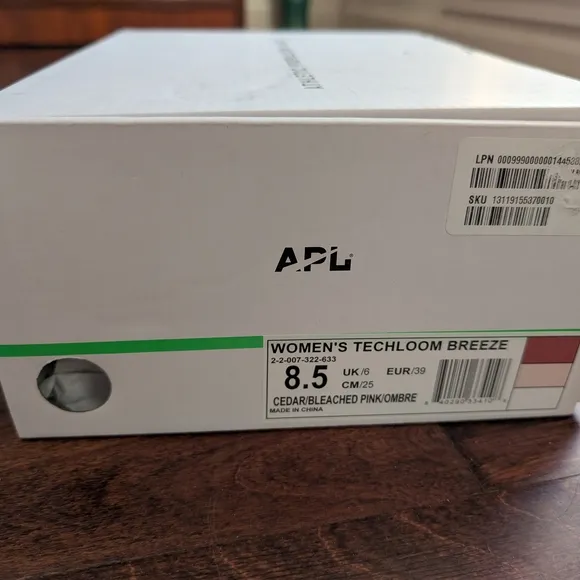 LPN
SKU 13119155370010
APL
WOMEN'S TECHLOOM BREEZE
2-2-007-322-633
8.5 UK/6 EUR/39
CM/25
CEDAR/BLEACHED PINK/OMBRE
MADE IN CHINA